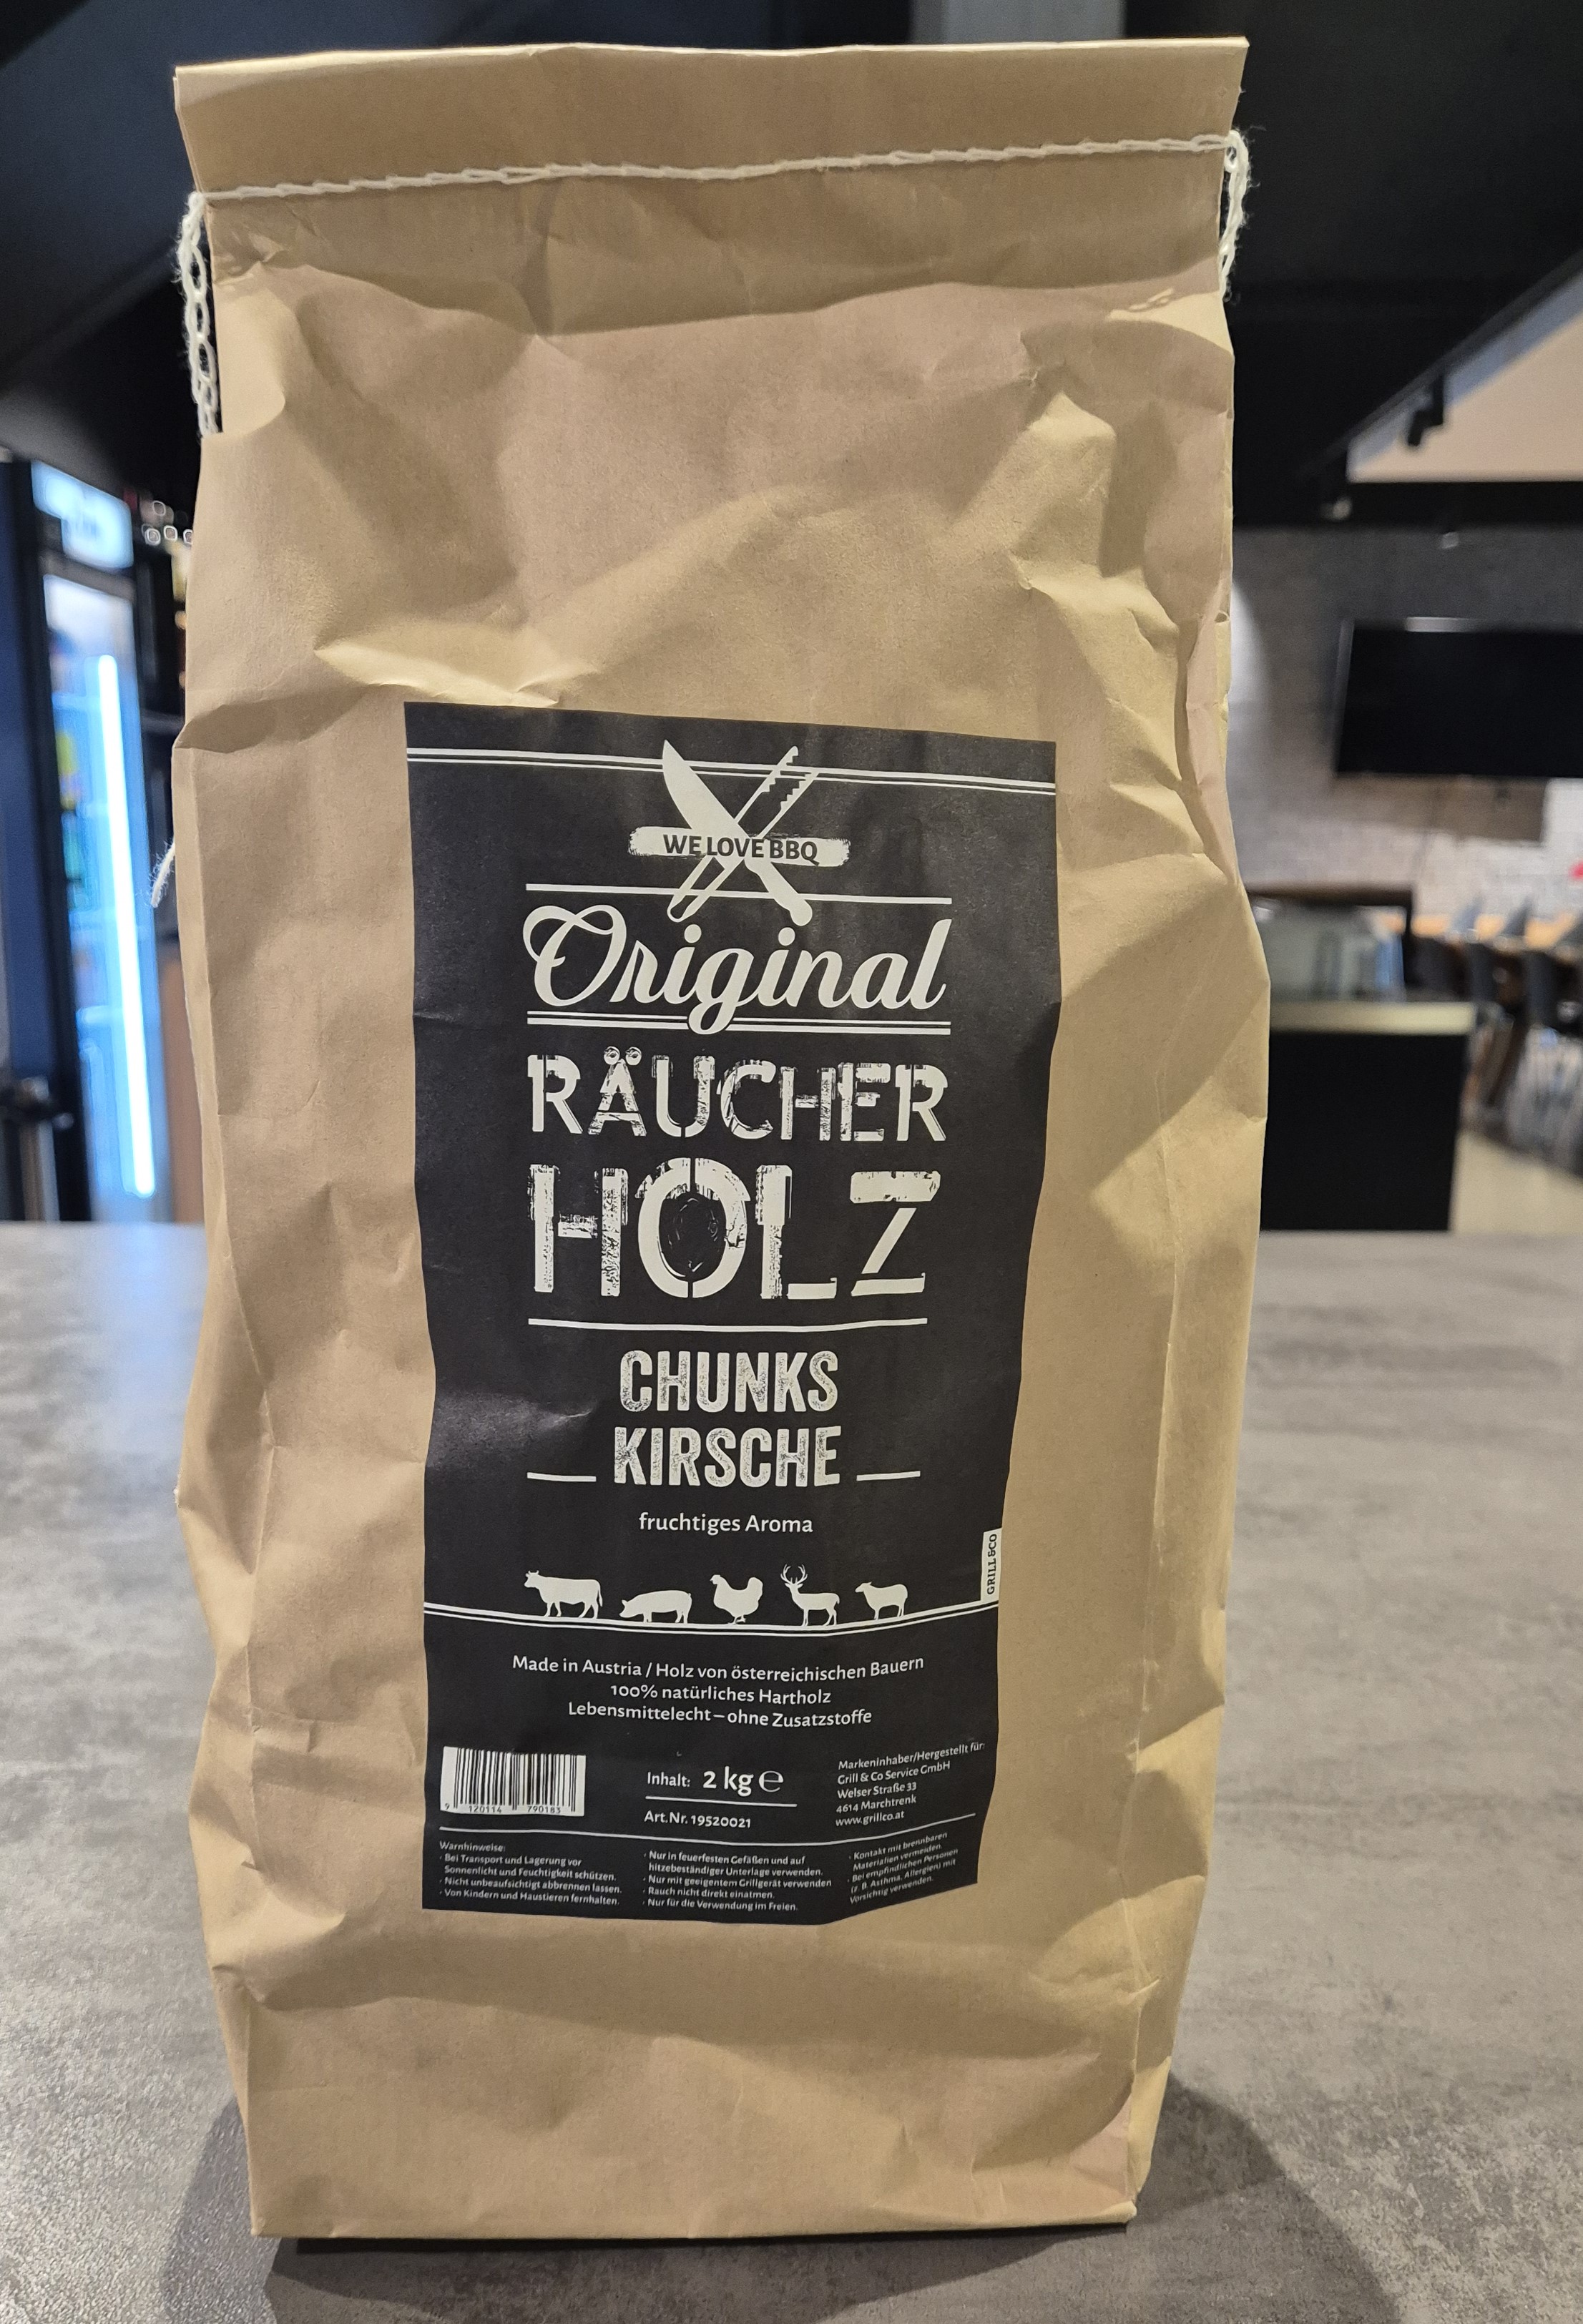 WE LOVE BBQ
Original
RÄUCHER
HOLZ
CHUNKS
KIRSCHE
fruchtiges Aroma
GRILL & CO
Made in Austria / Holz von österreichischen Bauern
100% natürliches Hartholz
Lebensmittelecht – ohne Zusatzstoffe
9 120114 790183
Inhalt: 2 kg ℮
Art.Nr. 19520021
Markeninhaber/Hergestellt für:
Grill & Co Service GmbH
Welser Straße 33
4614 Marchtrenk
www.grillco.at
Warnhinweise:
· Bei Transport und Lagerung vor
Sonnenlicht und Feuchtigkeit schützen.
· Nicht unbeaufsichtigt abbrennen lassen.
· Von Kindern und Haustieren fernhalten.
· Nur in feuerfesten Gefäßen und auf
hitzebeständiger Unterlage verwenden.
· Nur mit geeigentem Grillgerät verwenden
· Rauch nicht direkt einatmen.
· Nur für die Verwendung im Freien.
· Kontakt mit brennbaren
Materialien vermeiden.
· Bei empfindlichen Personen
(z. B. Asthma, Allergien) mit
Vorsichtig verwenden.